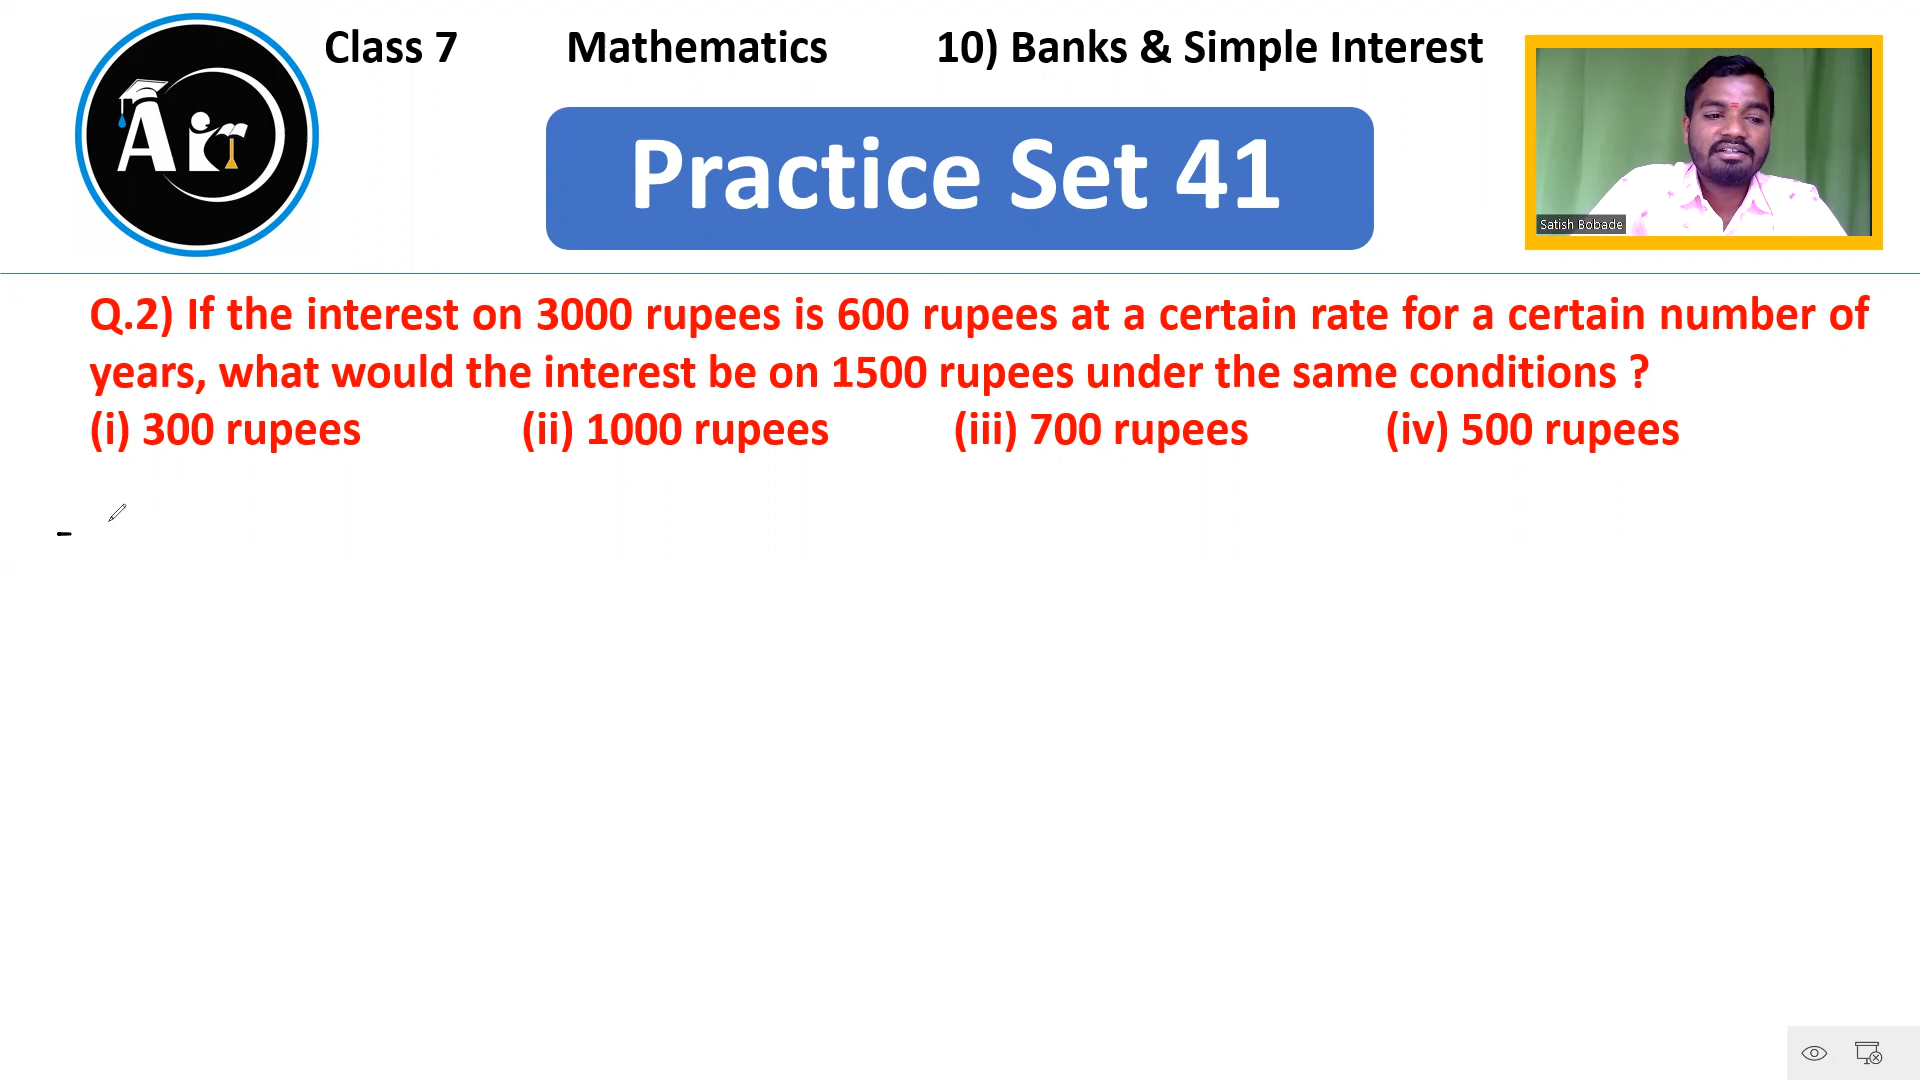 Air
Class 7 Mathematics 10) Banks & Simple Interest
Practice Set 41
Satish Bobade
Q.2) If the interest on 3000 rupees is 600 rupees at a certain rate for a certain number of
years, what would the interest be on 1500 rupees under the same conditions ?
(i) 300 rupees (ii) 1000 rupees (iii) 700 rupees (iv) 500 rupees
-